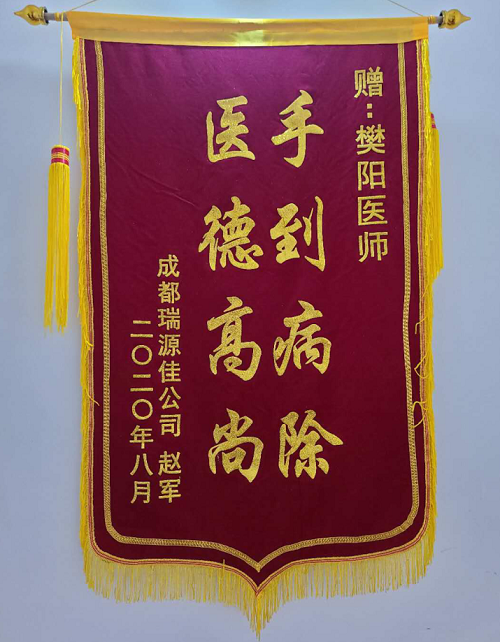 赠：樊阳医师
手到病除
医德高尚
成都瑞源佳公司 赵军
二〇二〇年八月